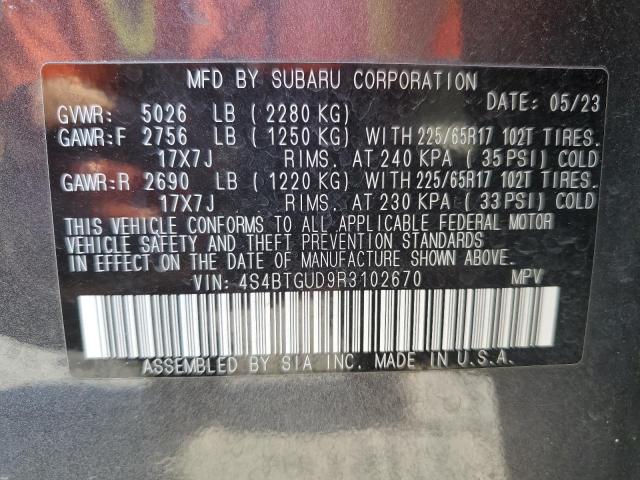 MFD BY SUBARU CORPORATION
GVWR: 5026 LB (2280 KG) DATE: 05/23
GAWR:F 2756 LB (1250 KG) WITH 225/65R17 102T TIRES.
17X7J RIMS. AT 240 KPA (35 PSI) COLD
GAWR:R 2690 LB (1220 KG) WITH 225/65R17 102T TIRES.
17X7J RIMS. AT 230 KPA (33 PSI) COLD
THIS VEHICLE CONFORMS TO ALL APPLICABLE FEDERAL MOTOR
VEHICLE SAFETY AND THEFT PREVENTION STANDARDS
IN EFFECT ON THE DATE OF MANUFACTURE SHOWN ABOVE.
VIN: 4S4BTGUD9R3102670 MPV
ASSEMBLED BY SIA INC. MADE IN U.S.A.